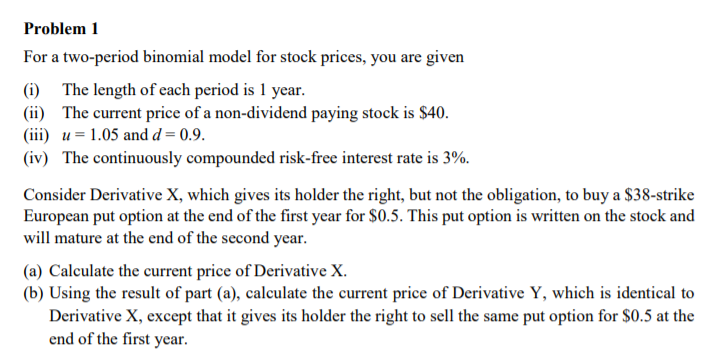 Problem 1
For a two-period binomial model for stock prices, you are given
(i) The length of each period is 1 year.
(ii) The current price of a non-dividend paying stock is $40.
(iii) u = 1.05 and d = 0.9.
(iv) The continuously compounded risk-free interest rate is 3%.
Consider Derivative X, which gives its holder the right, but not the obligation, to buy a $38-strike
European put option at the end of the first year for $0.5. This put option is written on the stock and
will mature at the end of the second year.
(a) Calculate the current price of Derivative X.
(b) Using the result of part (a), calculate the current price of Derivative Y, which is identical to
Derivative X, except that it gives its holder the right to sell the same put option for $0.5 at the
end of the first year.